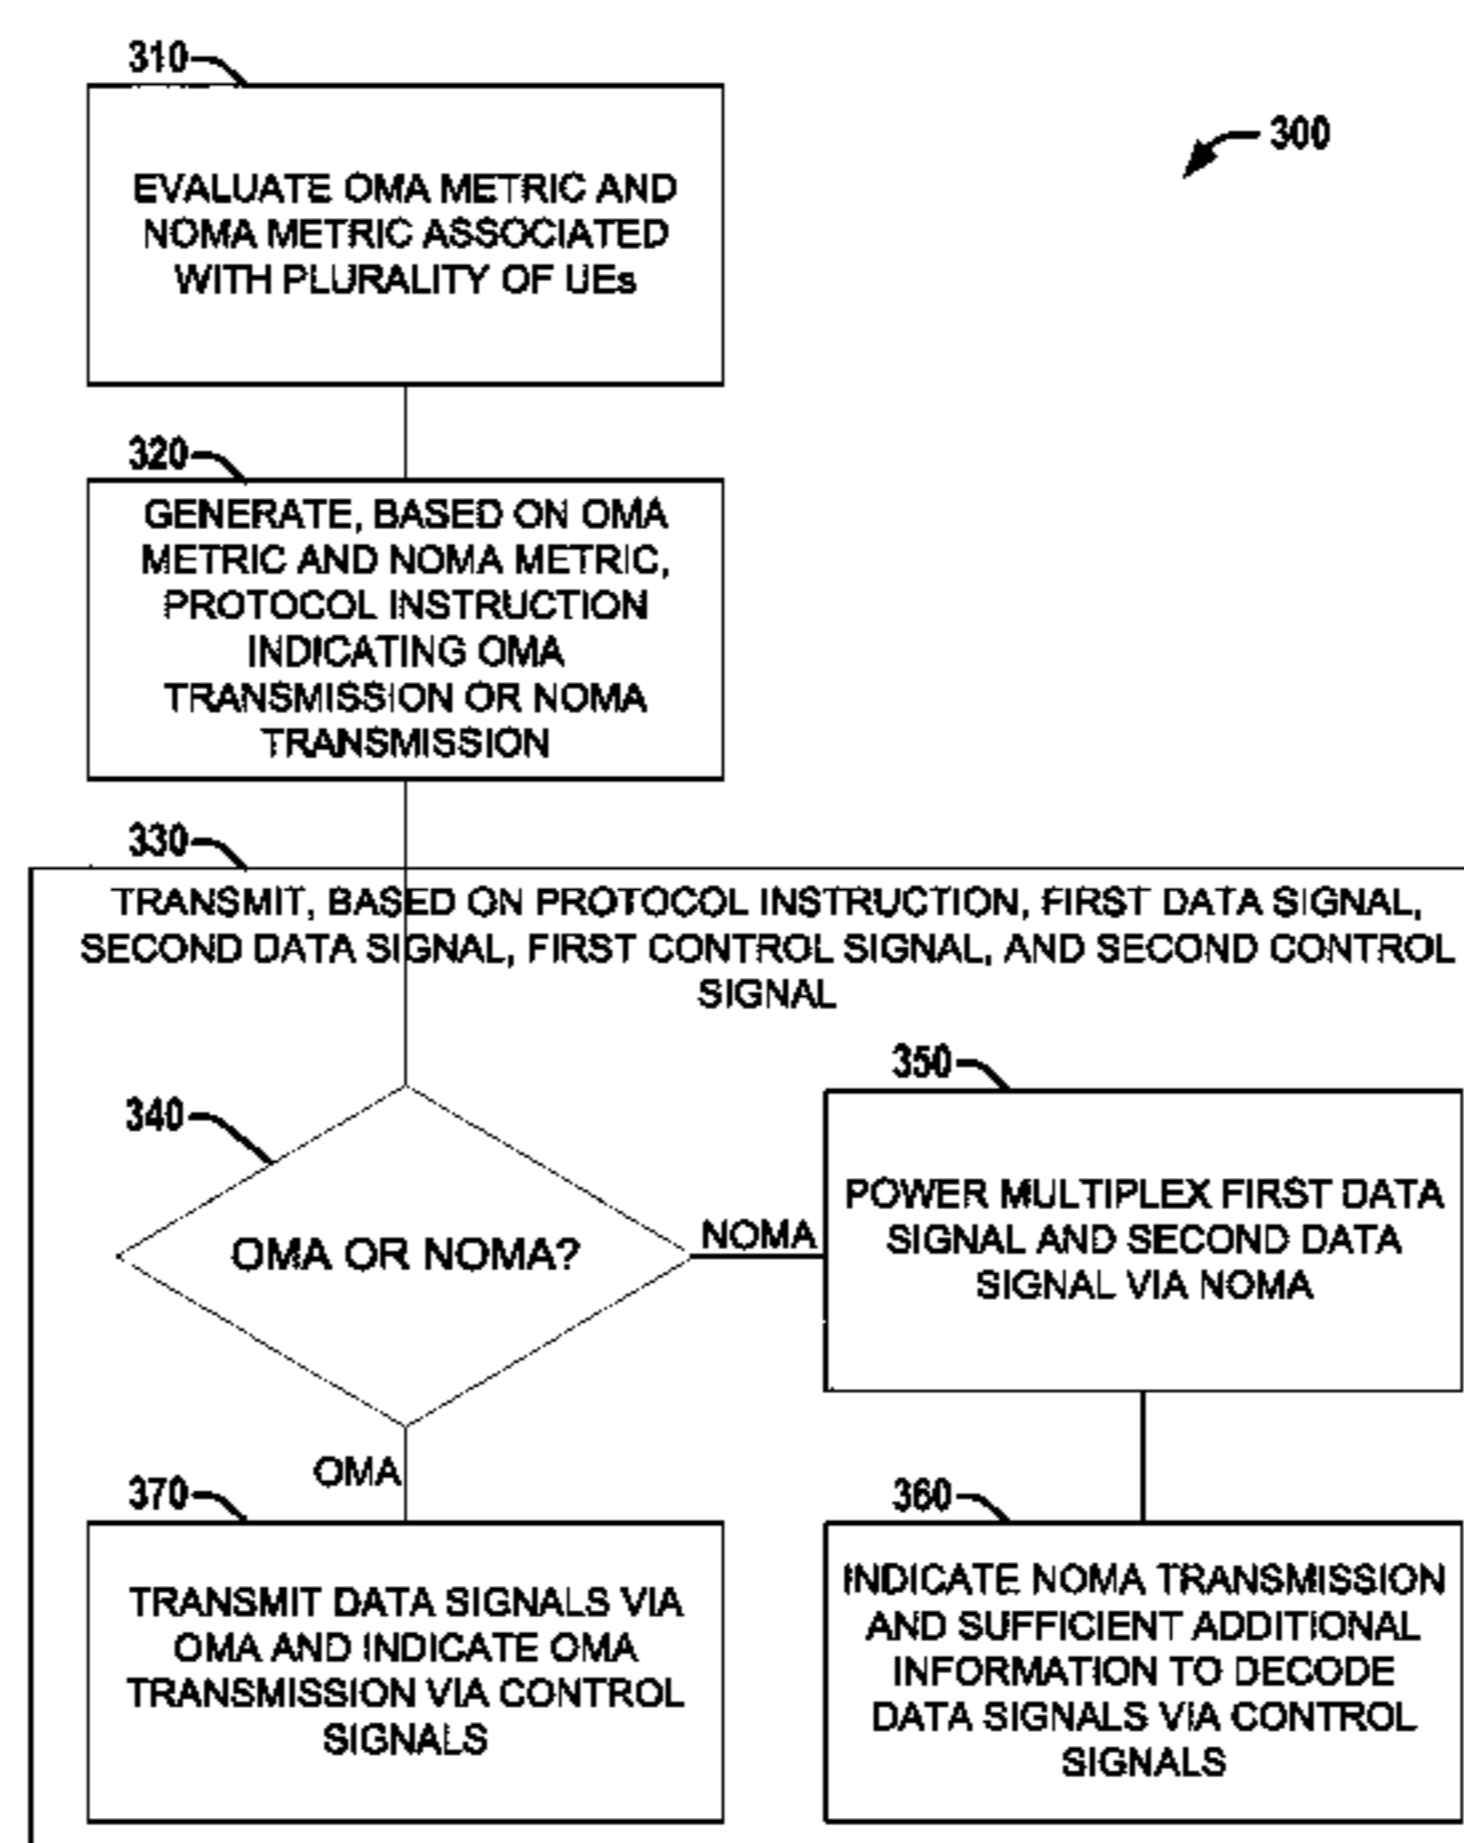 310
300
EVALUATE OMA METRIC AND
NOMA METRIC ASSOCIATED
WITH PLURALITY OF UEs
320
GENERATE, BASED ON OMA
METRIC AND NOMA METRIC,
PROTOCOL INSTRUCTION
INDICATING OMA
TRANSMISSION OR NOMA
TRANSMISSION
330
TRANSMIT, BASED ON PROTOCOL INSTRUCTION, FIRST DATA SIGNAL,
SECOND DATA SIGNAL, FIRST CONTROL SIGNAL, AND SECOND CONTROL
SIGNAL
340
OMA OR NOMA?
NOMA
350
POWER MULTIPLEX FIRST DATA
SIGNAL AND SECOND DATA
SIGNAL VIA NOMA
OMA
370
TRANSMIT DATA SIGNALS VIA
OMA AND INDICATE OMA
TRANSMISSION VIA CONTROL
SIGNALS
360
INDICATE NOMA TRANSMISSION
AND SUFFICIENT ADDITIONAL
INFORMATION TO DECODE
DATA SIGNALS VIA CONTROL
SIGNALS